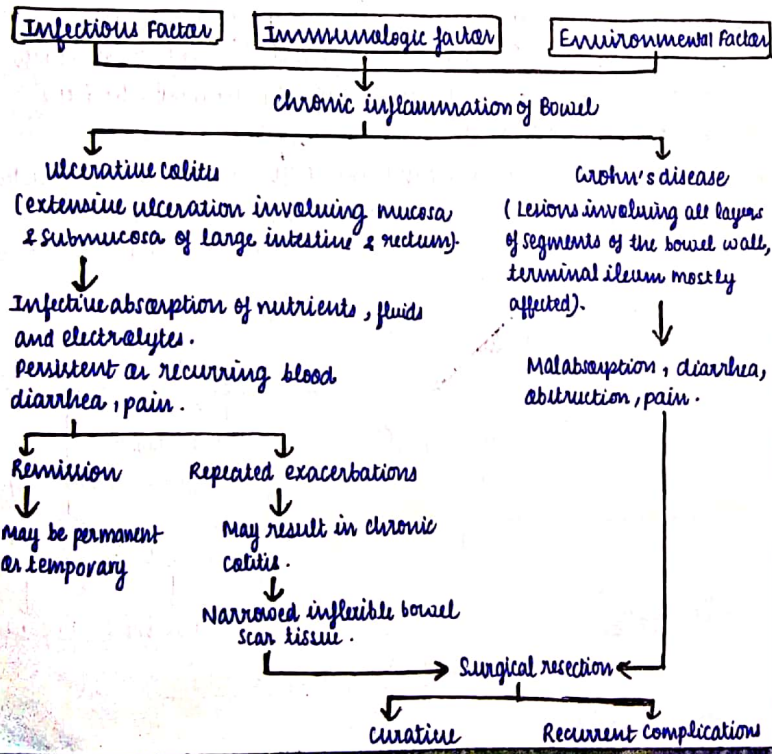 Infectious Factor
Immunologic factor
Environmental Factor
Chronic inflammation of Bowel
Ulcerative colitis
(extensive ulceration involving mucosa
& submucosa of large intestine & rectum).
Crohn's disease
(Lesions involving all layers
of segments of the bowel wall,
terminal ileum mostly
affected).
Infective absorption of nutrients, fluids
and electrolytes.
Persistent or recurring blood
diarrhea, pain.
Malabsorption, diarrhea,
obstruction, pain.
Remission
Repeated exacerbations
May be permanent
or temporary
May result in chronic
colitis.
Narrowed inflexible bowel
scar tissue.
Surgical resection
Curative
Recurrent complications